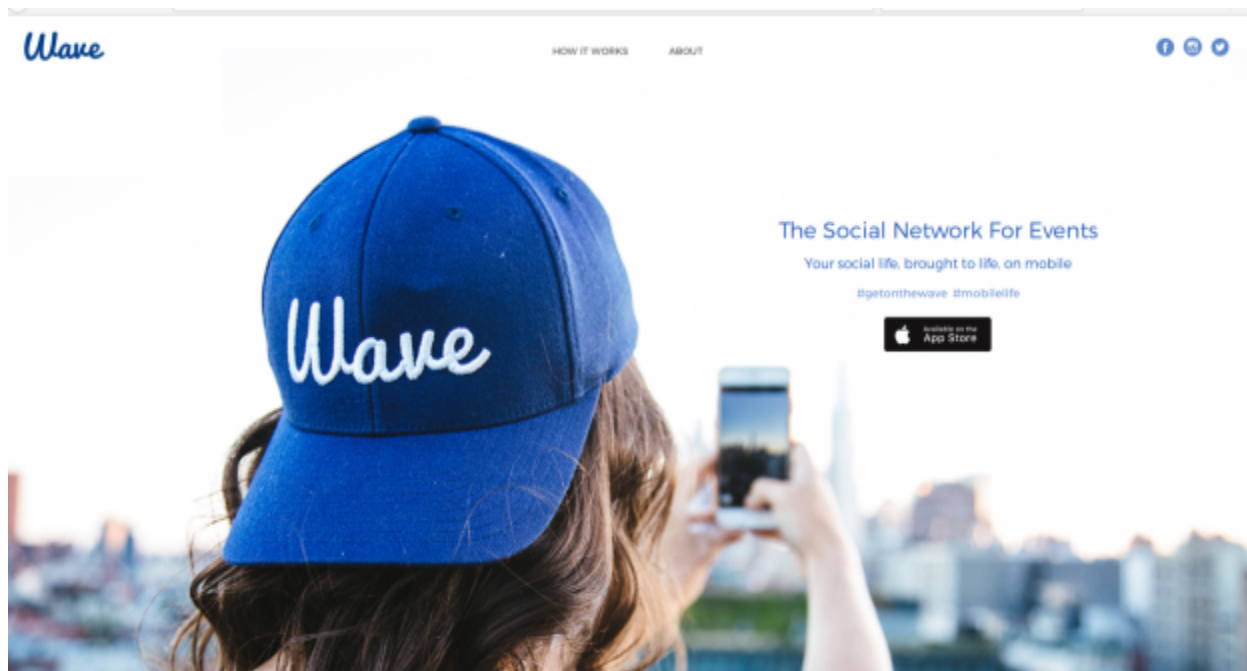 Wave
HOW IT WORKS ABOUT
The Social Network For Events
Your social life, brought to life, on mobile
#getonthewave #mobilelife
Available on the
App Store
Wave